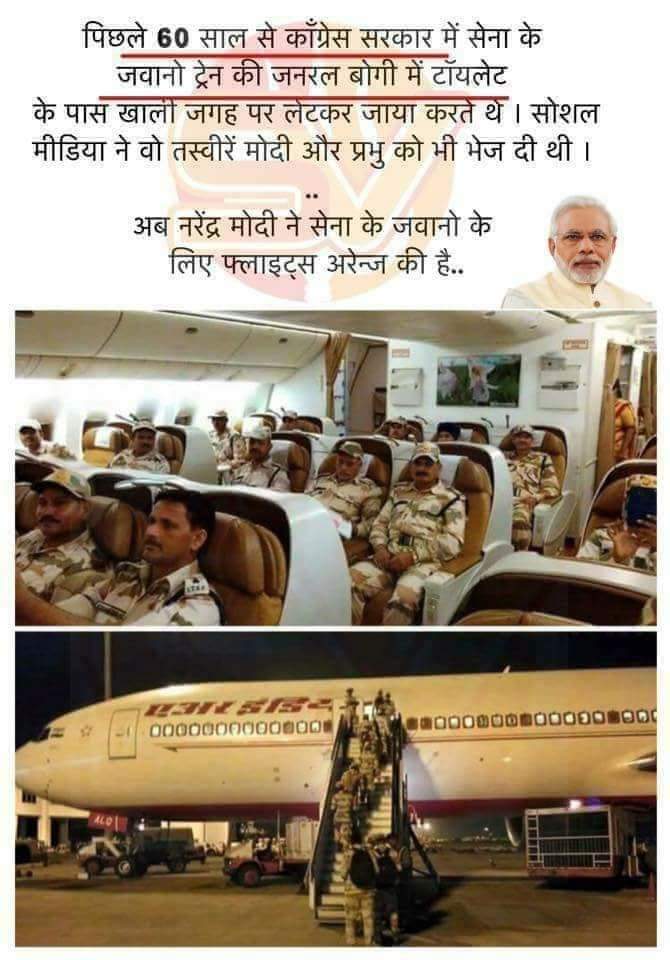 पिछले 60 साल से काँग्रेस सरकार में सेना के
जवानो ट्रेन की जनरल बोगी में टॉयलेट
के पास खाली जगह पर लेटकर जाया करते थे । सोशल
मीडिया ने वो तस्वीरें मोदी और प्रभु को भी भेज दी थी ।
..
अब नरेंद्र मोदी ने सेना के जवानो के
लिए फ्लाइट्स अरेन्ज की है..
एअर इंडिया